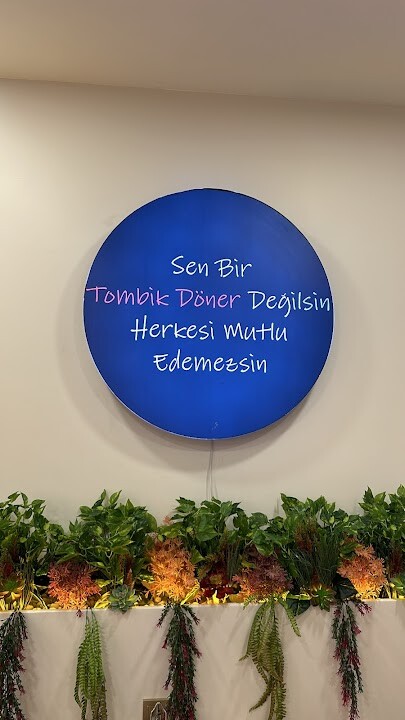 Sen Bir
Tombik Döner Değilsin
Herkesi Mutlu
Edemezsin